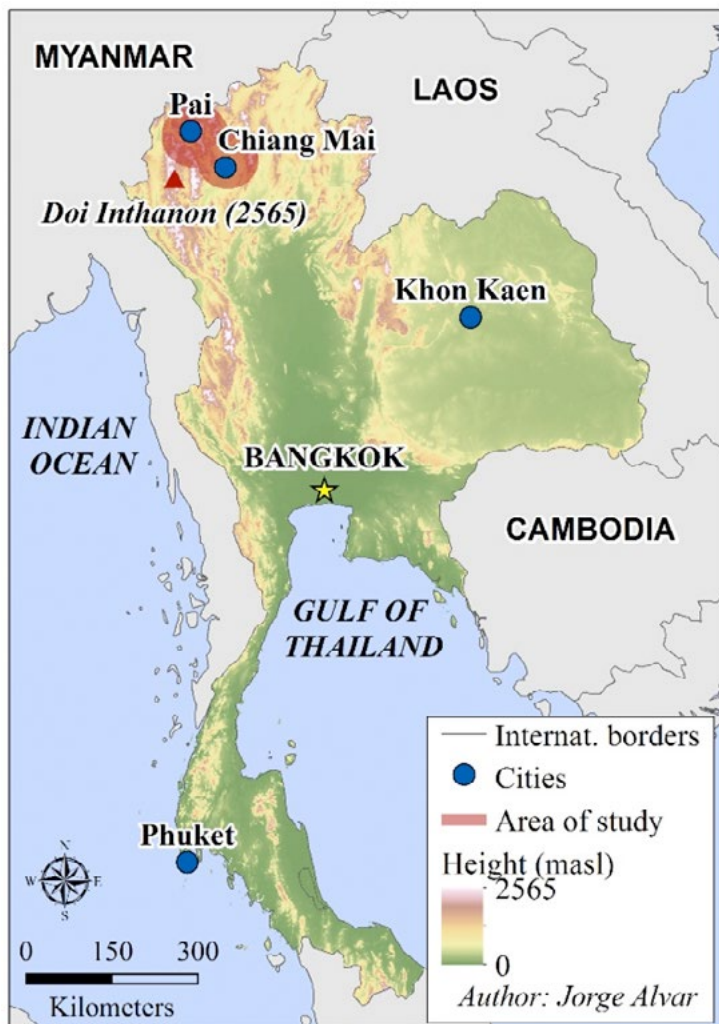 MYANMAR
LAOS
Pai
Chiang Mai
Doi Inthanon (2565)
Khon Kaen
INDIAN
OCEAN
BANGKOK
CAMBODIA
GULF OF
THAILAND
Phuket
N
W E
S
0 150 300
Kilometers
Internat. borders
Cities
Area of study
Height (masl)
2565
0
Author: Jorge Alvar